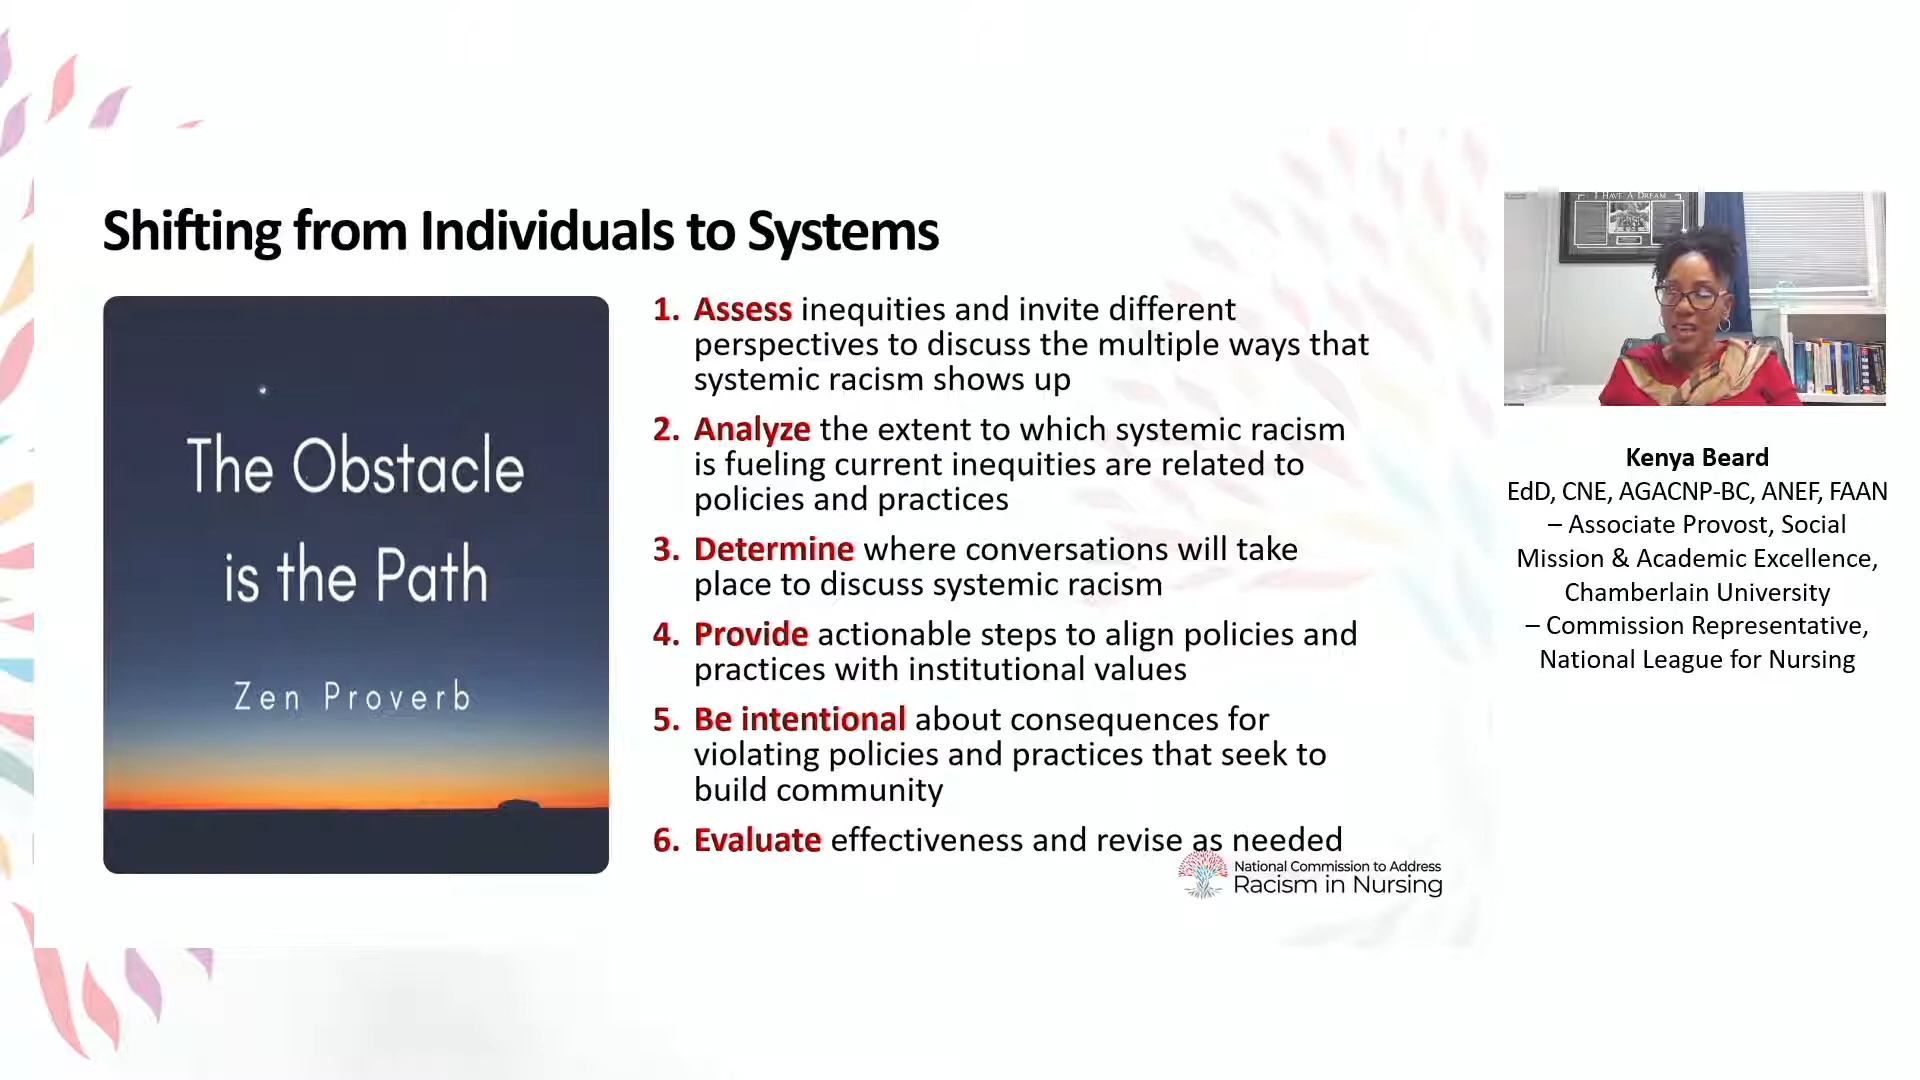 Shifting from Individuals to Systems
The Obstacle
is the Path
Zen Proverb
1. Assess inequities and invite different
perspectives to discuss the multiple ways that
systemic racism shows up
2. Analyze the extent to which systemic racism
is fueling current inequities are related to
policies and practices
3. Determine where conversations will take
place to discuss systemic racism
4. Provide actionable steps to align policies and
practices with institutional values
5. Be intentional about consequences for
violating policies and practices that seek to
build community
6. Evaluate effectiveness and revise as needed
National Commission to Address
Racism in Nursing
I HAVE A DREAM
Kenya Beard
EdD, CNE, AGACNP-BC, ANEF, FAAN
– Associate Provost, Social
Mission & Academic Excellence,
Chamberlain University
– Commission Representative,
National League for Nursing